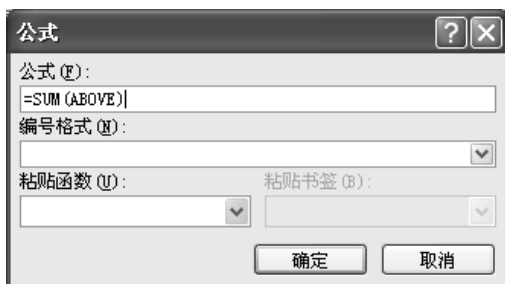 公式
公式(F):
=SUM(ABOVE)
编号格式(N):
粘贴函数(U):
粘贴书签(B):
确定
取消